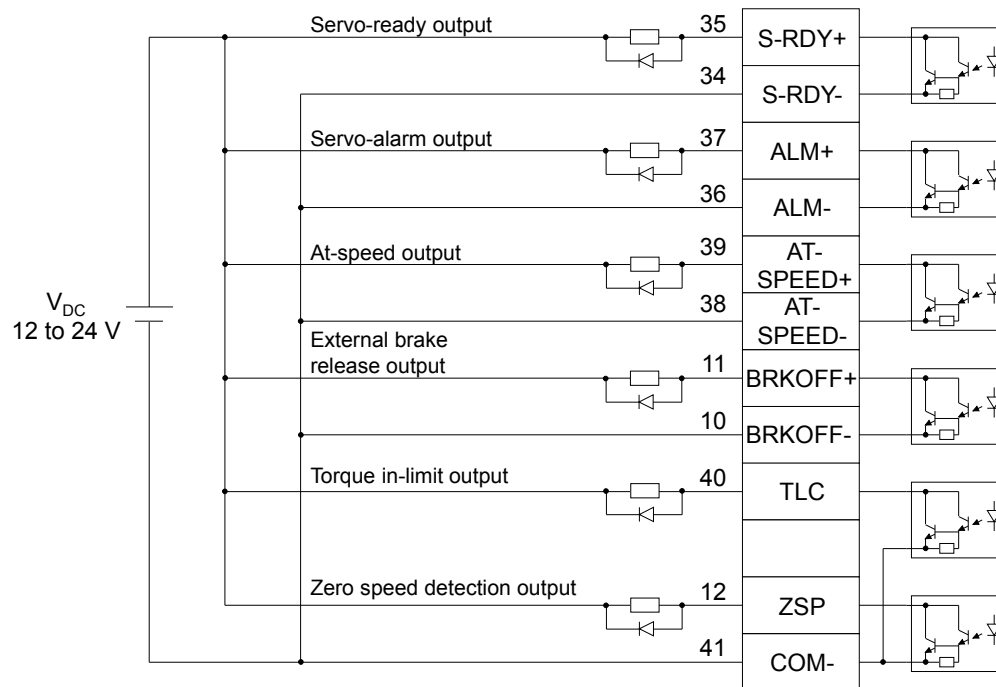 Servo-ready output
35
S-RDY+
34
S-RDY-
Servo-alarm output
37
ALM+
36
ALM-
At-speed output
39
AT-
SPEED+
38
AT-
SPEED-
V_DC
12 to 24 V
External brake
release output
11
BRKOFF+
10
BRKOFF-
Torque in-limit output
40
TLC
Zero speed detection output
12
ZSP
41
COM-